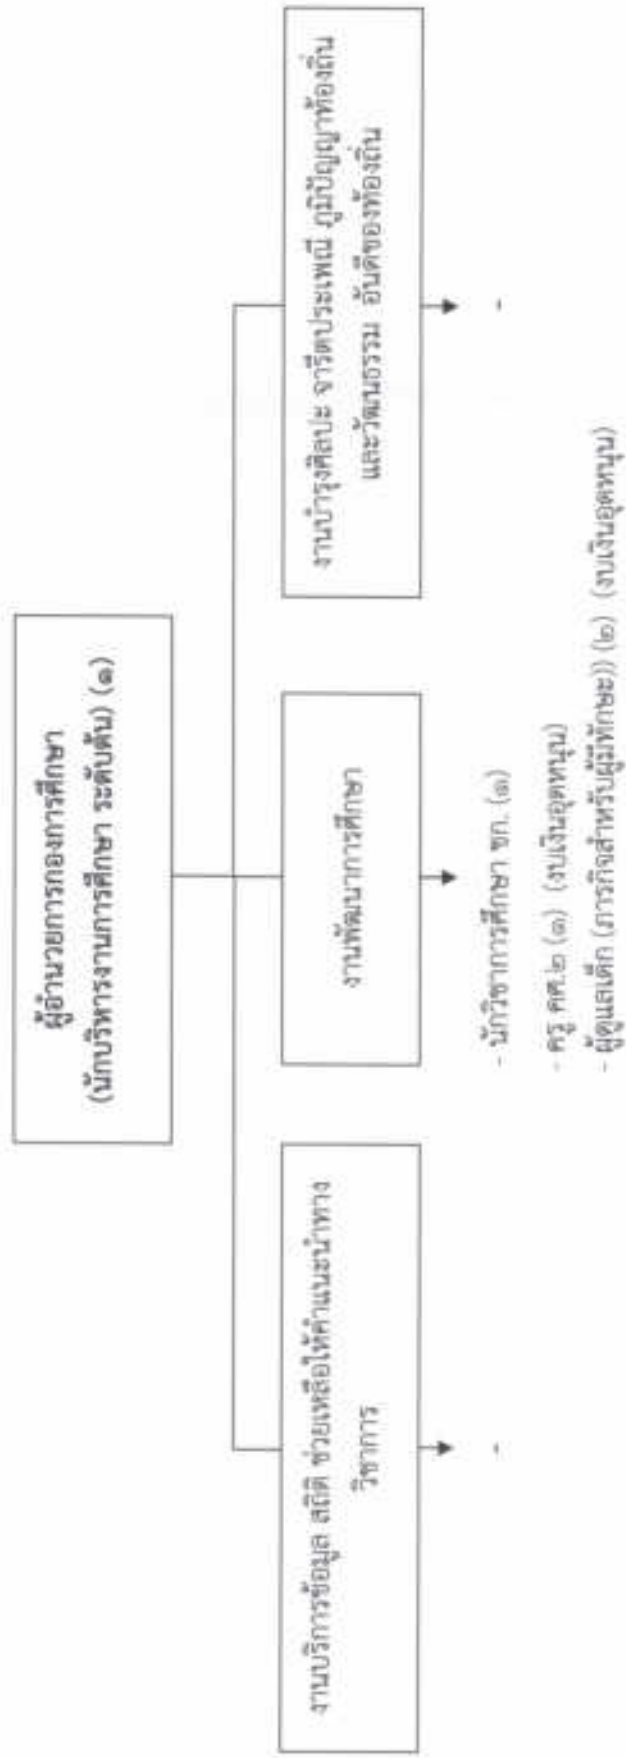 ผู้อำนวยการกองการศึกษา
(นักบริหารงานการศึกษา ระดับต้น) (๑)
งานบริการข้อมูล สถิติ ช่วยเหลือให้คำแนะนำทาง
วิชาการ
-
งานพัฒนาการศึกษา
- นักวิชาการศึกษา ชก. (๑)
- ครู คศ.๒ (๑) (งบเงินอุดหนุน)
- ผู้ดูแลเด็ก (ภารกิจสำหรับผู้มีทักษะ)) (๒) (งบเงินอุดหนุน)
งานบำรุงศิลปะ จารีตประเพณี ภูมิปัญญาท้องถิ่น
และวัฒนธรรม อันดีของท้องถิ่น
-